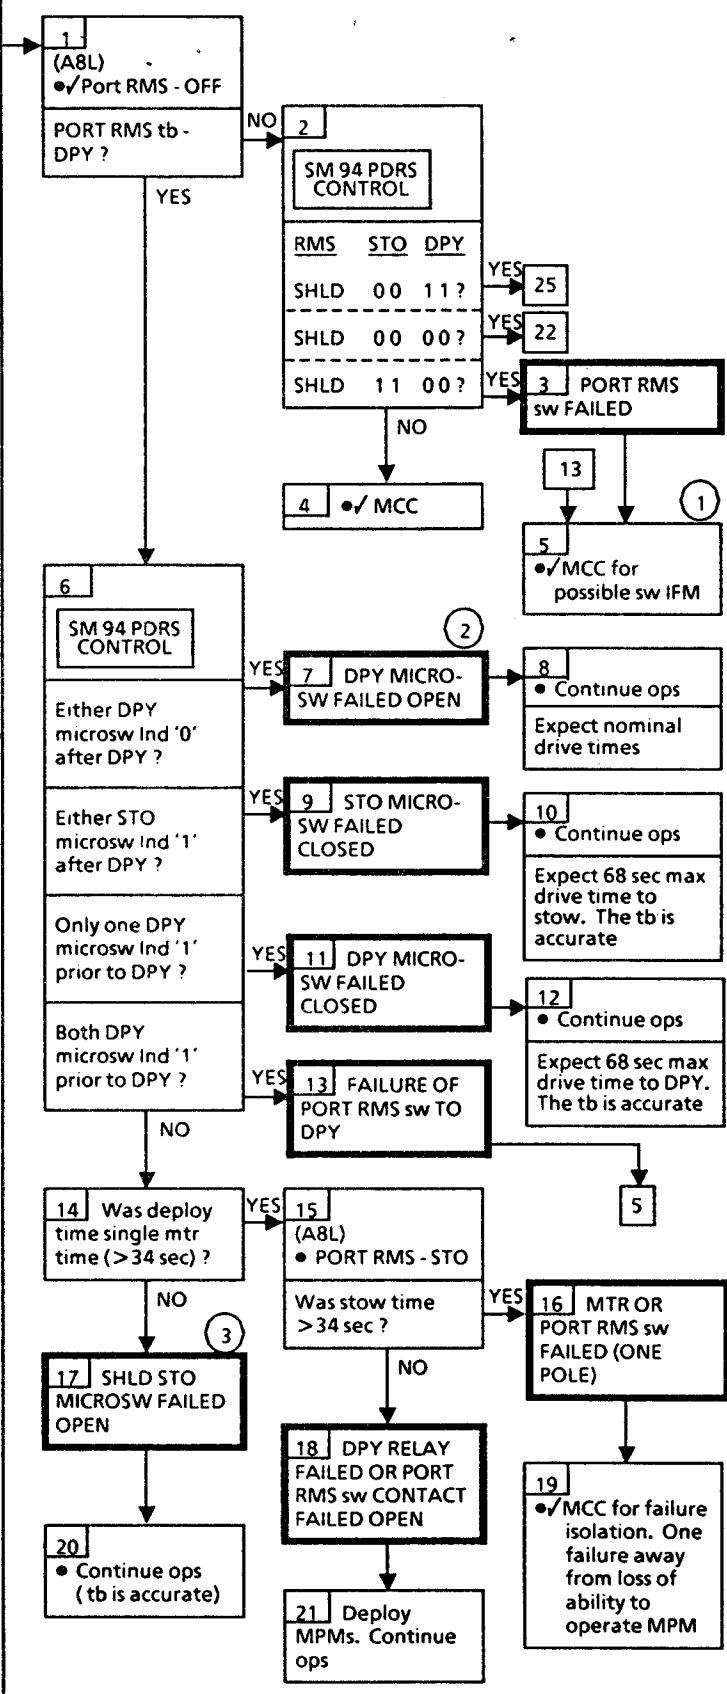 1
(A8L)
●✓Port RMS - OFF
PORT RMS tb -
DPY ?
NO
YES
2
SM 94 PDRS
CONTROL
RMS STO DPY
SHLD 0 0 1 1 ?
YES
25
SHLD 0 0 0 0 ?
YES
22
SHLD 1 1 0 0 ?
YES
3 PORT RMS
sw FAILED
NO
13
1
4 ●✓ MCC
5
●✓MCC for
possible sw IFM
6
SM 94 PDRS
CONTROL
Either DPY
microsw Ind '0'
after DPY ?
YES
2
7 DPY MICRO-
SW FAILED OPEN
8
● Continue ops
Expect nominal
drive times
Either STO
microsw Ind '1'
after DPY ?
YES
9 STO MICRO-
SW FAILED
CLOSED
10
● Continue ops
Expect 68 sec max
drive time to
stow. The tb is
accurate
Only one DPY
microsw Ind '1'
prior to DPY ?
YES
11 DPY MICRO-
SW FAILED
CLOSED
12
● Continue ops
Expect 68 sec max
drive time to DPY.
The tb is accurate
Both DPY
microsw Ind '1'
prior to DPY ?
YES
13 FAILURE OF
PORT RMS sw TO
DPY
5
NO
14 Was deploy
time single mtr
time (>34 sec) ?
YES
15
(A8L)
● PORT RMS - STO
Was stow time
>34 sec ?
YES
16 MTR OR
PORT RMS sw
FAILED (ONE
POLE)
NO
3
17 SHLD STO
MICROSW FAILED
OPEN
NO
18 DPY RELAY
FAILED OR PORT
RMS sw CONTACT
FAILED OPEN
19
●✓MCC for failure
isolation. One
failure away
from loss of
ability to
operate MPM
20
● Continue ops
(tb is accurate)
21 Deploy
MPMs. Continue
ops